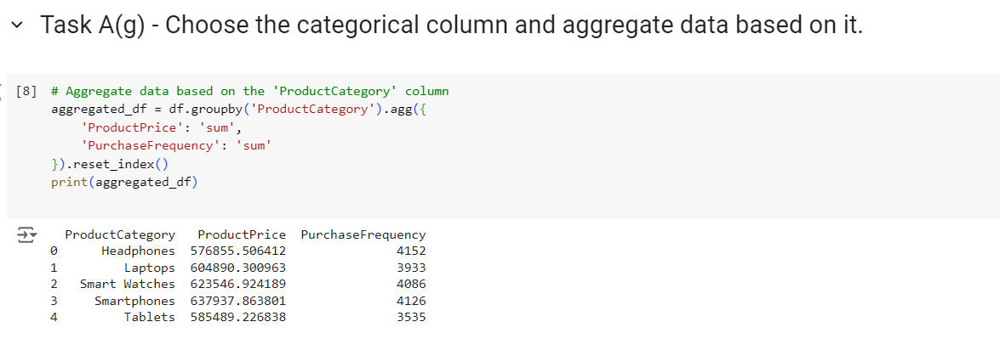 Task A(g) - Choose the categorical column and aggregate data based on it.
[8] # Aggregate data based on the 'ProductCategory' column
aggregated_df = df.groupby('ProductCategory').agg({
    'ProductPrice': 'sum',
    'PurchaseFrequency': 'sum'
}).reset_index()
print(aggregated_df)
ProductCategory ProductPrice PurchaseFrequency
0 Headphones 576855.506412 4152
1 Laptops 604890.300963 3933
2 Smart Watches 623546.924189 4086
3 Smartphones 637937.863801 4126
4 Tablets 585489.226838 3535